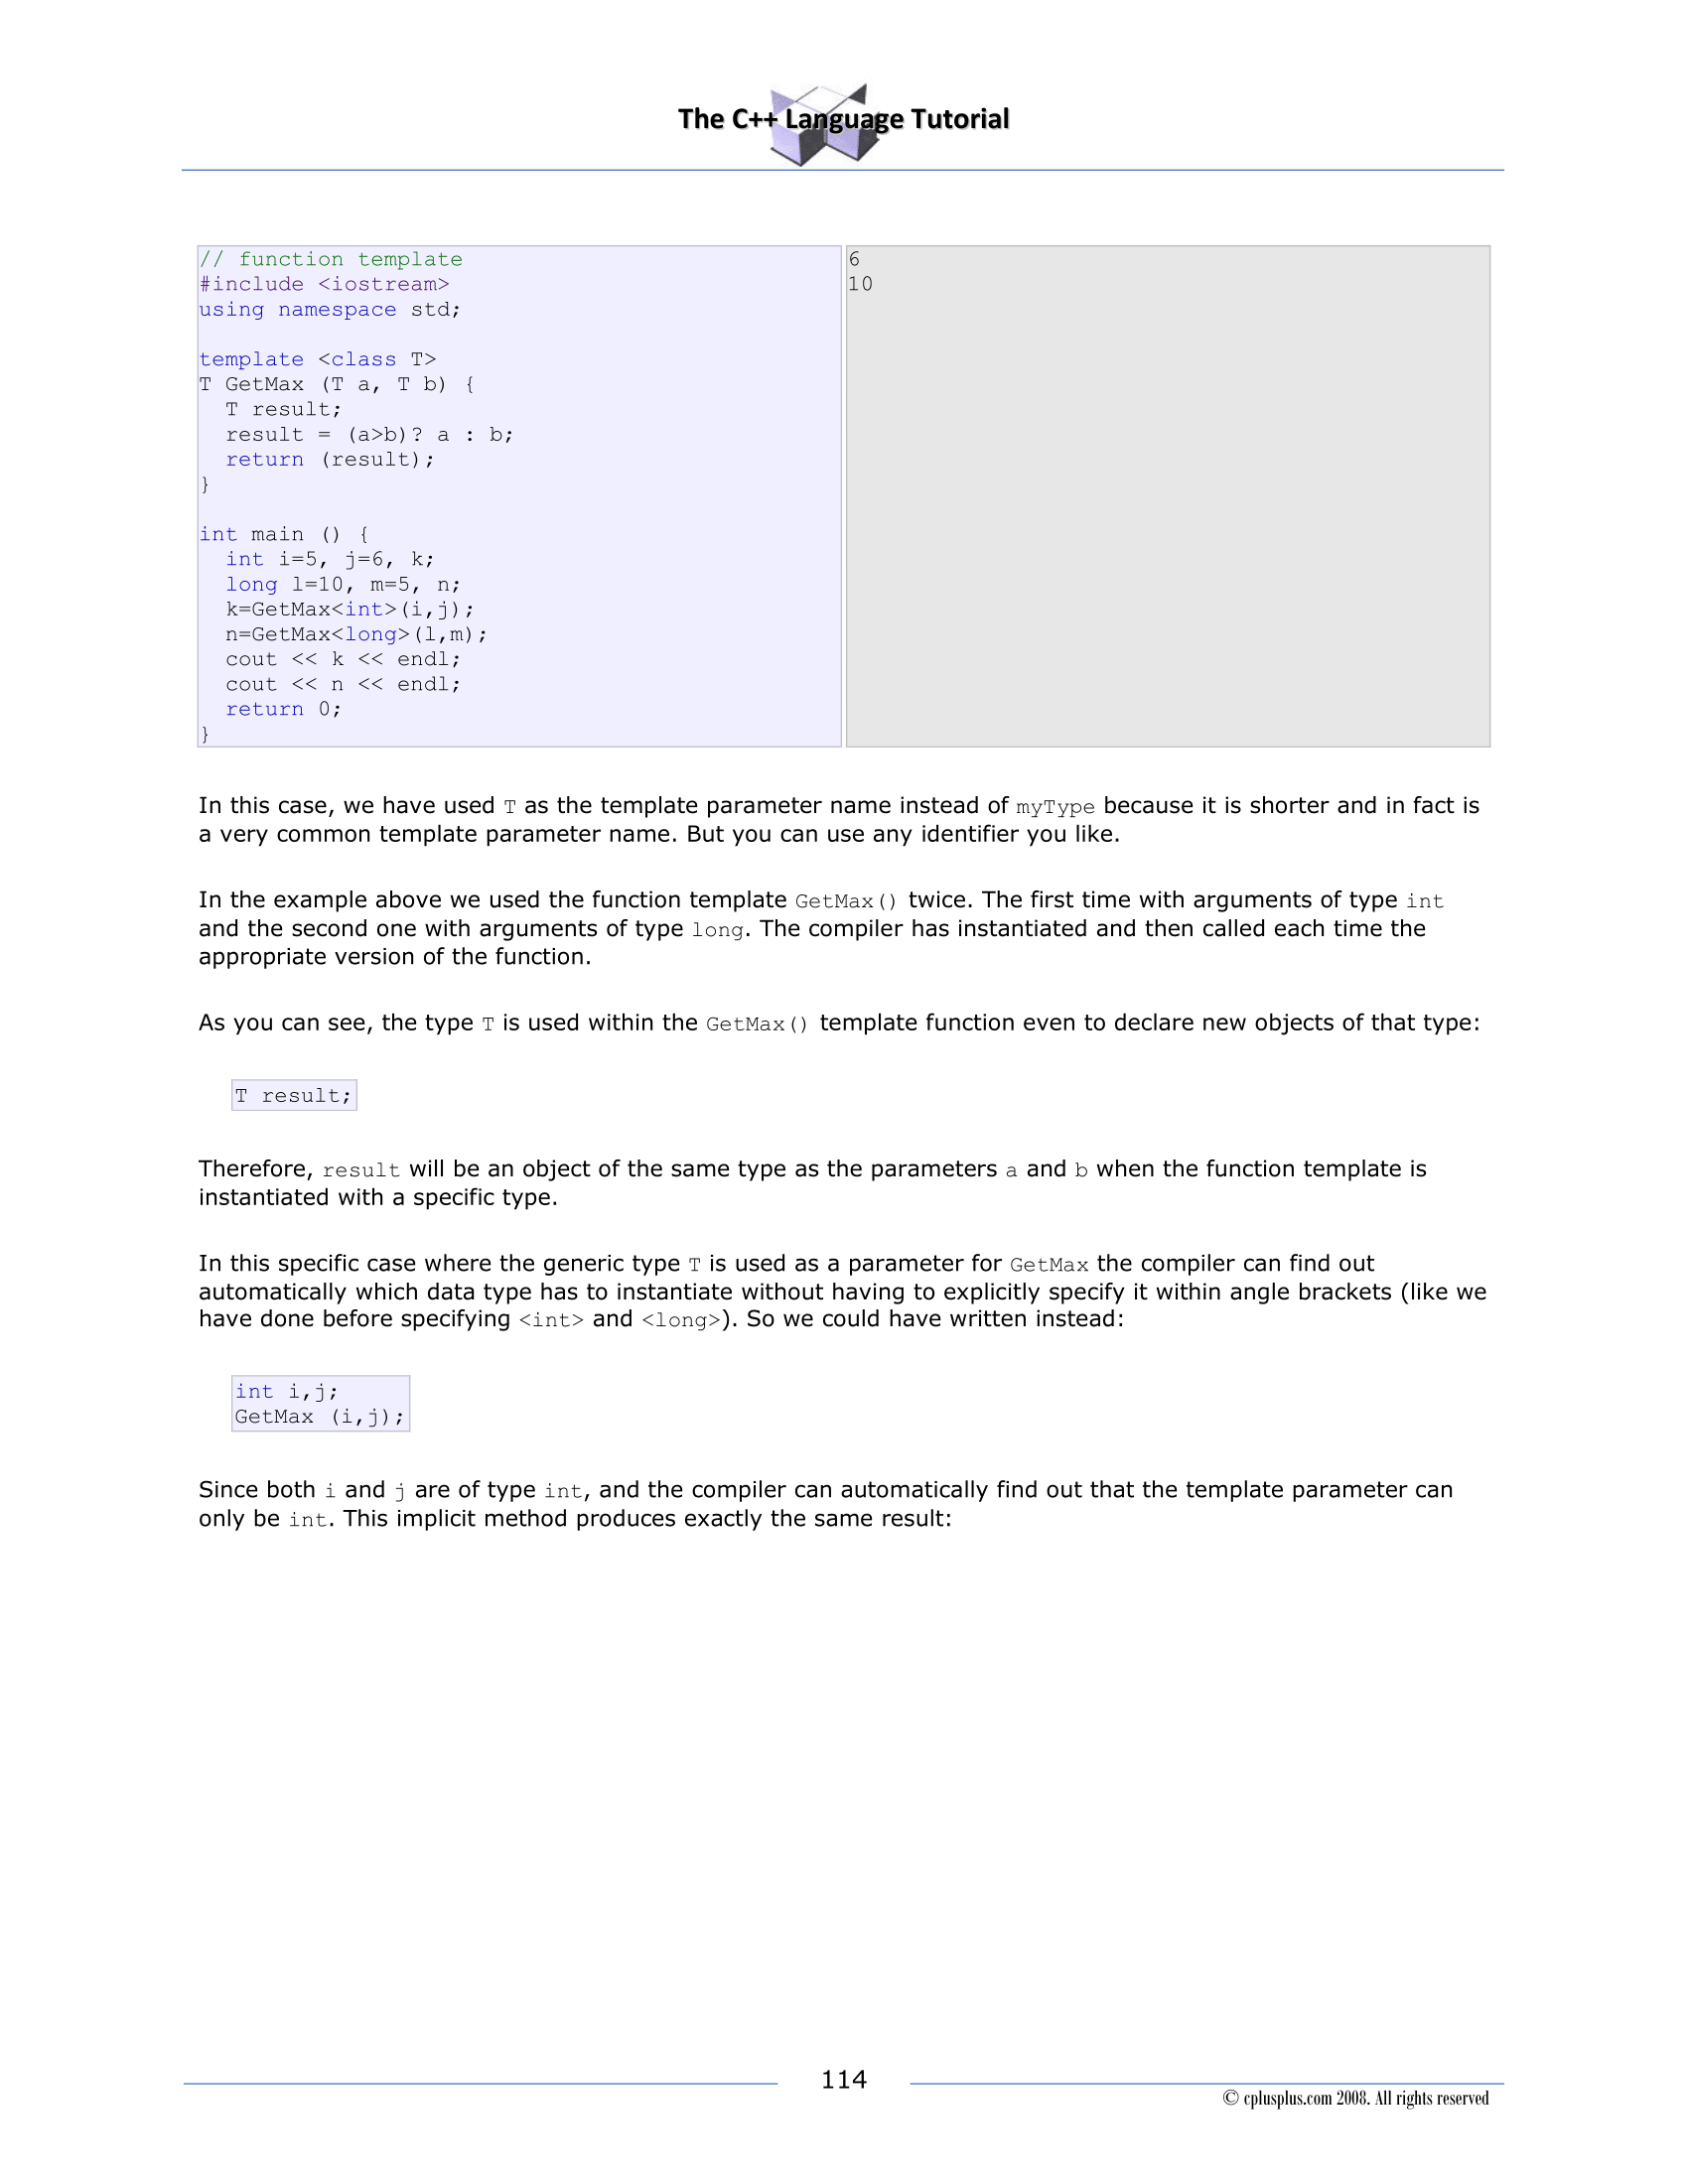 The C++ Language Tutorial
// function template
#include <iostream>
using namespace std;
template <class T>
T GetMax (T a, T b) {
T result;
result = (a>b)? a : b;
return (result);
}
int main () {
int i=5, j=6, k;
long l=10, m=5, n;
k=GetMax<int>(i,j);
n=GetMax<long>(l,m);
cout << k << endl;
cout << n << endl;
return 0;
}
6
10
In this case, we have used T as the template parameter name instead of myType because it is shorter and in fact is
a very common template parameter name. But you can use any identifier you like.
In the example above we used the function template GetMax() twice. The first time with arguments of type int
and the second one with arguments of type long. The compiler has instantiated and then called each time the
appropriate version of the function.
As you can see, the type T is used within the GetMax() template function even to declare new objects of that type:
T result;
Therefore, result will be an object of the same type as the parameters a and b when the function template is
instantiated with a specific type.
In this specific case where the generic type T is used as a parameter for GetMax the compiler can find out
automatically which data type has to instantiate without having to explicitly specify it within angle brackets (like we
have done before specifying <int> and <long>). So we could have written instead:
int i,j;
GetMax (i,j);
Since both i and j are of type int, and the compiler can automatically find out that the template parameter can
only be int. This implicit method produces exactly the same result:
114
© cplusplus.com 2008. All rights reserved